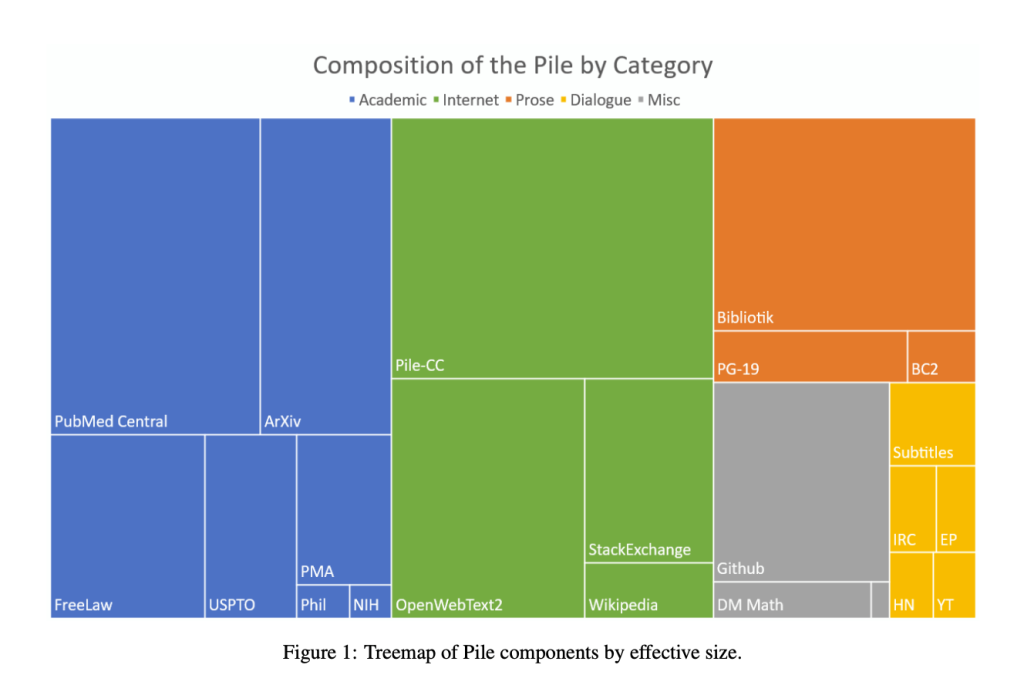 Composition of the Pile by Category
Academic Internet Prose Dialogue Misc
Bibliotik
Pile-CC
PG-19
BC2
PubMed Central
ArXiv
Subtitles
IRC
EP
StackExchange
Github
PMA
FreeLaw
USPTO
Phil
NIH
OpenWebText2
Wikipedia
DM Math
HN
YT
Figure 1: Treemap of Pile components by effective size.